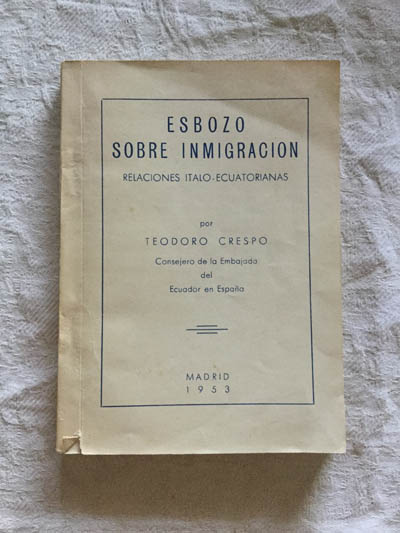 ESBOZO
SOBRE INMIGRACION
RELACIONES ITALO-ECUATORIANAS
por
TEODORO CRESPO
Consejero de la Embajada
del
Ecuador en España
MADRID
1953